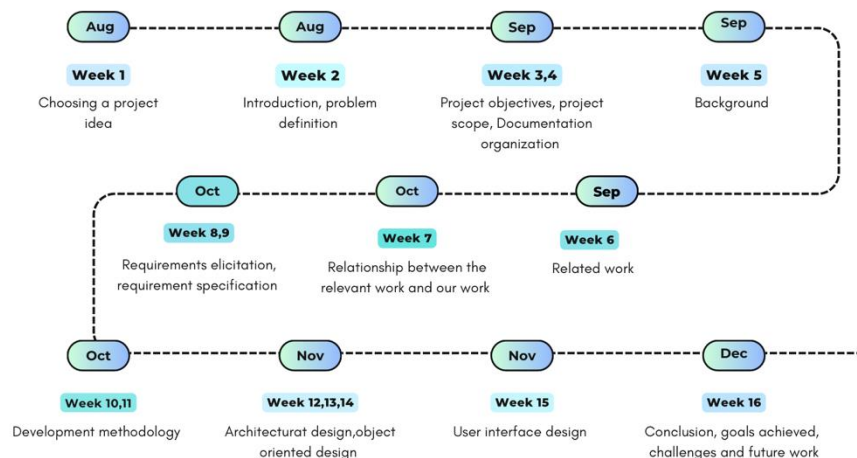 Aug
Aug
Sep
Sep
Week 1
Week 2
Week 3,4
Week 5
Choosing a project
idea
Introduction, problem
definition
Project objectives, project
scope, Documentation
organization
Background
Oct
Oct
Sep
Week 8,9
Week 7
Week 6
Requirements elicitation,
requirement specification
Relationship between the
relevant work and our work
Related work
Oct
Nov
Nov
Dec
Week 10,11
Week 12,13,14
Week 15
Week 16
Development methodology
Architecturat design,object
oriented design
User interface design
Conclusion, goals achieved,
challenges and future work